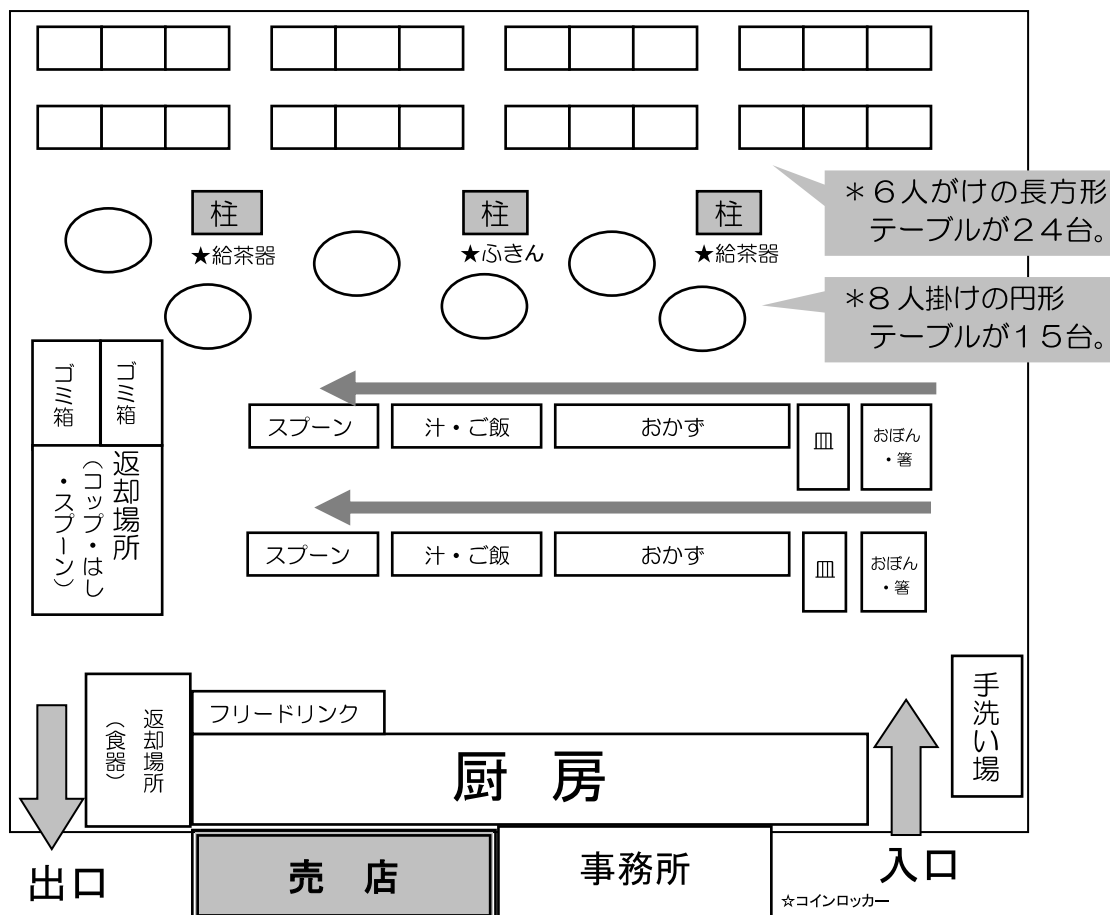 柱
柱
柱
★給茶器
★ふきん
★給茶器
＊６人がけの長方形
テーブルが２４台。
＊８人掛けの円形
テーブルが１５台。
ゴミ箱
ゴミ箱
返却場所
（コップ・はし
・スプーン）
スプーン
汁・ご飯
おかず
皿
おぼん
・箸
スプーン
汁・ご飯
おかず
皿
おぼん
・箸
手洗い場
返却場所
（食器）
フリードリンク
厨 房
出口
売 店
事務所
入口
☆コインロッカー